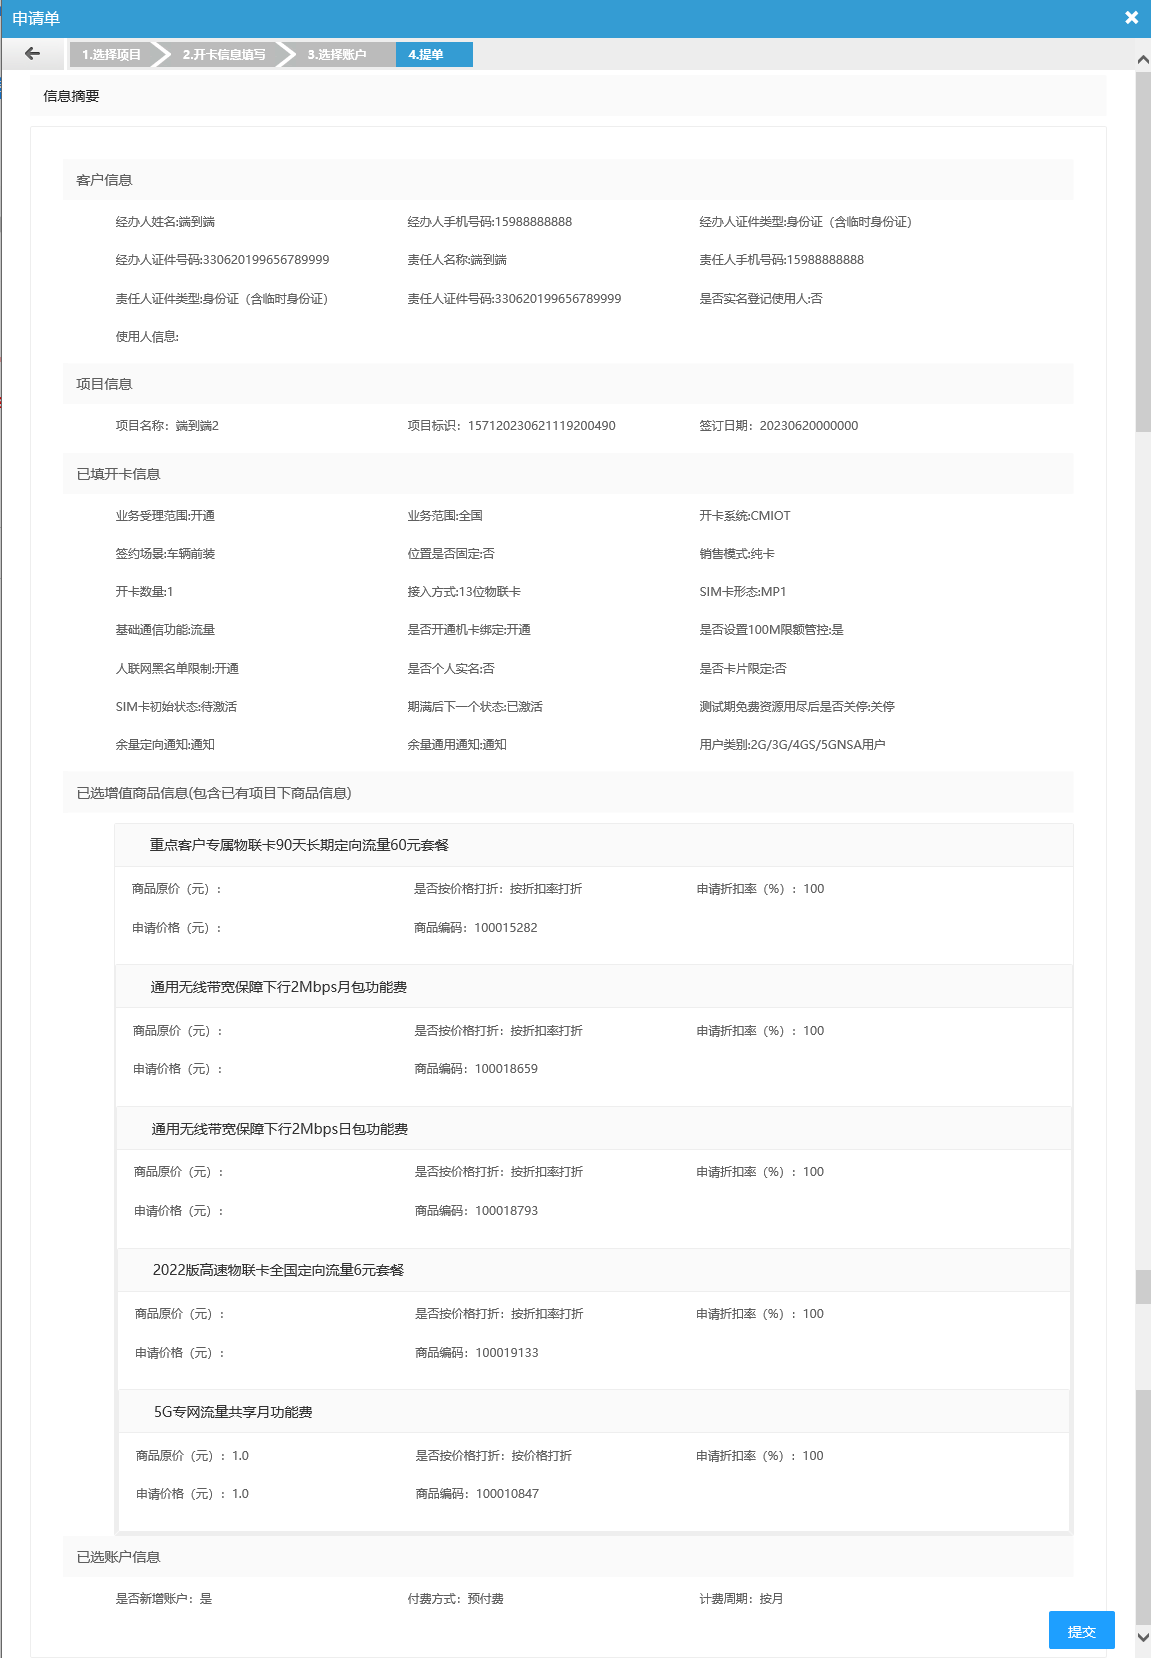 申请单
1.选择项目 2.开卡信息填写 3.选择账户 4.提单
信息摘要
客户信息
经办人姓名:端到端 经办人手机号码:15988888888 经办人证件类型:身份证（含临时身份证）
经办人证件号码:330620199656789999 责任人名称:端到端 责任人手机号码:15988888888
责任人证件类型:身份证（含临时身份证） 责任人证件号码:330620199656789999 是否实名登记使用人:否
使用人信息:
项目信息
项目名称：端到端2 项目标识：157120230621119200490 签订日期：20230620000000
已填开卡信息
业务受理范围:开通 业务范围:全国 开卡系统:CMIOT
签约场景:车辆前装 位置是否固定:否 销售模式:纯卡
开卡数量:1 接入方式:13位物联卡 SIM卡形态:MP1
基础通信功能:流量 是否开通机卡绑定:开通 是否设置100M限额管控:是
人联网黑名单限制:开通 是否个人实名:否 是否卡片限定:否
SIM卡初始状态:待激活 期满后下一个状态:已激活 测试期免费资源用尽后是否关停:关停
余量定向通知:通知 余量通用通知:通知 用户类别:2G/3G/4GS/5GNSA用户
已选增值商品信息(包含已有项目下商品信息)
重点客户专属物联卡90天长期定向流量60元套餐
商品原价（元）: 是否按价格打折：按折扣率打折 申请折扣率（%）: 100
申请价格（元）: 商品编码：100015282
通用无线带宽保障下行2Mbps月包功能费
商品原价（元）: 是否按价格打折：按折扣率打折 申请折扣率（%）: 100
申请价格（元）: 商品编码：100018659
通用无线带宽保障下行2Mbps日包功能费
商品原价（元）: 是否按价格打折：按折扣率打折 申请折扣率（%）: 100
申请价格（元）: 商品编码：100018793
2022版高速物联卡全国定向流量6元套餐
商品原价（元）: 是否按价格打折：按折扣率打折 申请折扣率（%）: 100
申请价格（元）: 商品编码：100019133
5G专网流量共享月功能费
商品原价（元）: 1.0 是否按价格打折：按价格打折 申请折扣率（%）: 100
申请价格（元）: 1.0 商品编码：100010847
已选账户信息
是否新增账户：是 付费方式：预付费 计费周期：按月
提交